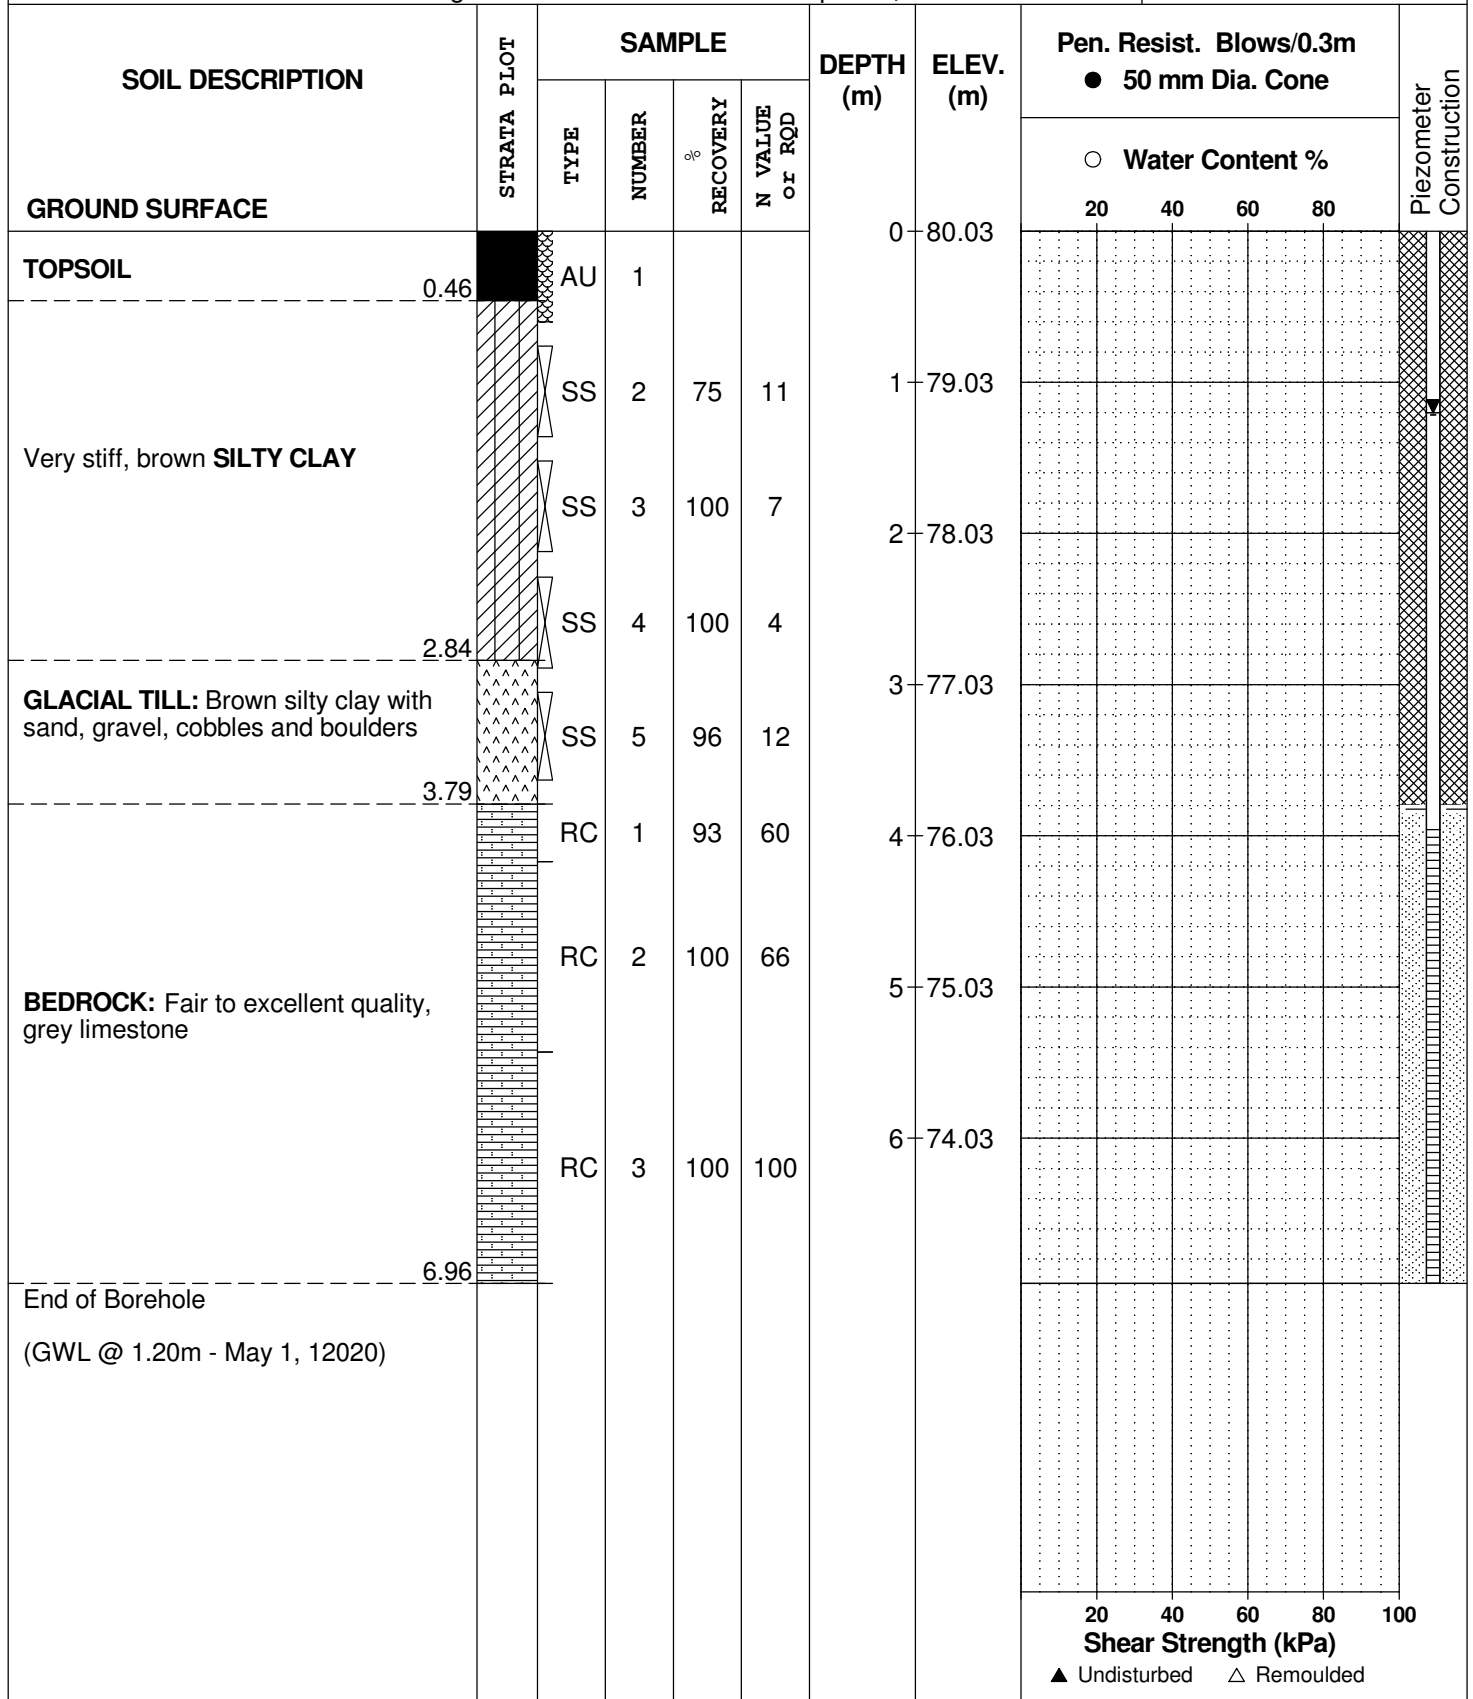 SOIL DESCRIPTION
GROUND SURFACE
STRATA PLOT
SAMPLE
TYPE
NUMBER
%
RECOVERY
N VALUE
or RQD
DEPTH
(m)
ELEV.
(m)
Pen. Resist. Blows/0.3m
● 50 mm Dia. Cone
○ Water Content %
20 40 60 80
Piezometer
Construction
0 80.03
TOPSOIL
0.46
AU 1
SS 2 75 11
1 79.03
Very stiff, brown SILTY CLAY
SS 3 100 7
2 78.03
SS 4 100 4
2.84
3 77.03
GLACIAL TILL: Brown silty clay with
sand, gravel, cobbles and boulders
SS 5 96 12
3.79
RC 1 93 60
4 76.03
RC 2 100 66
5 75.03
BEDROCK: Fair to excellent quality,
grey limestone
6 74.03
RC 3 100 100
6.96
End of Borehole
(GWL @ 1.20m - May 1, 12020)
20 40 60 80 100
Shear Strength (kPa)
▲ Undisturbed △ Remoulded